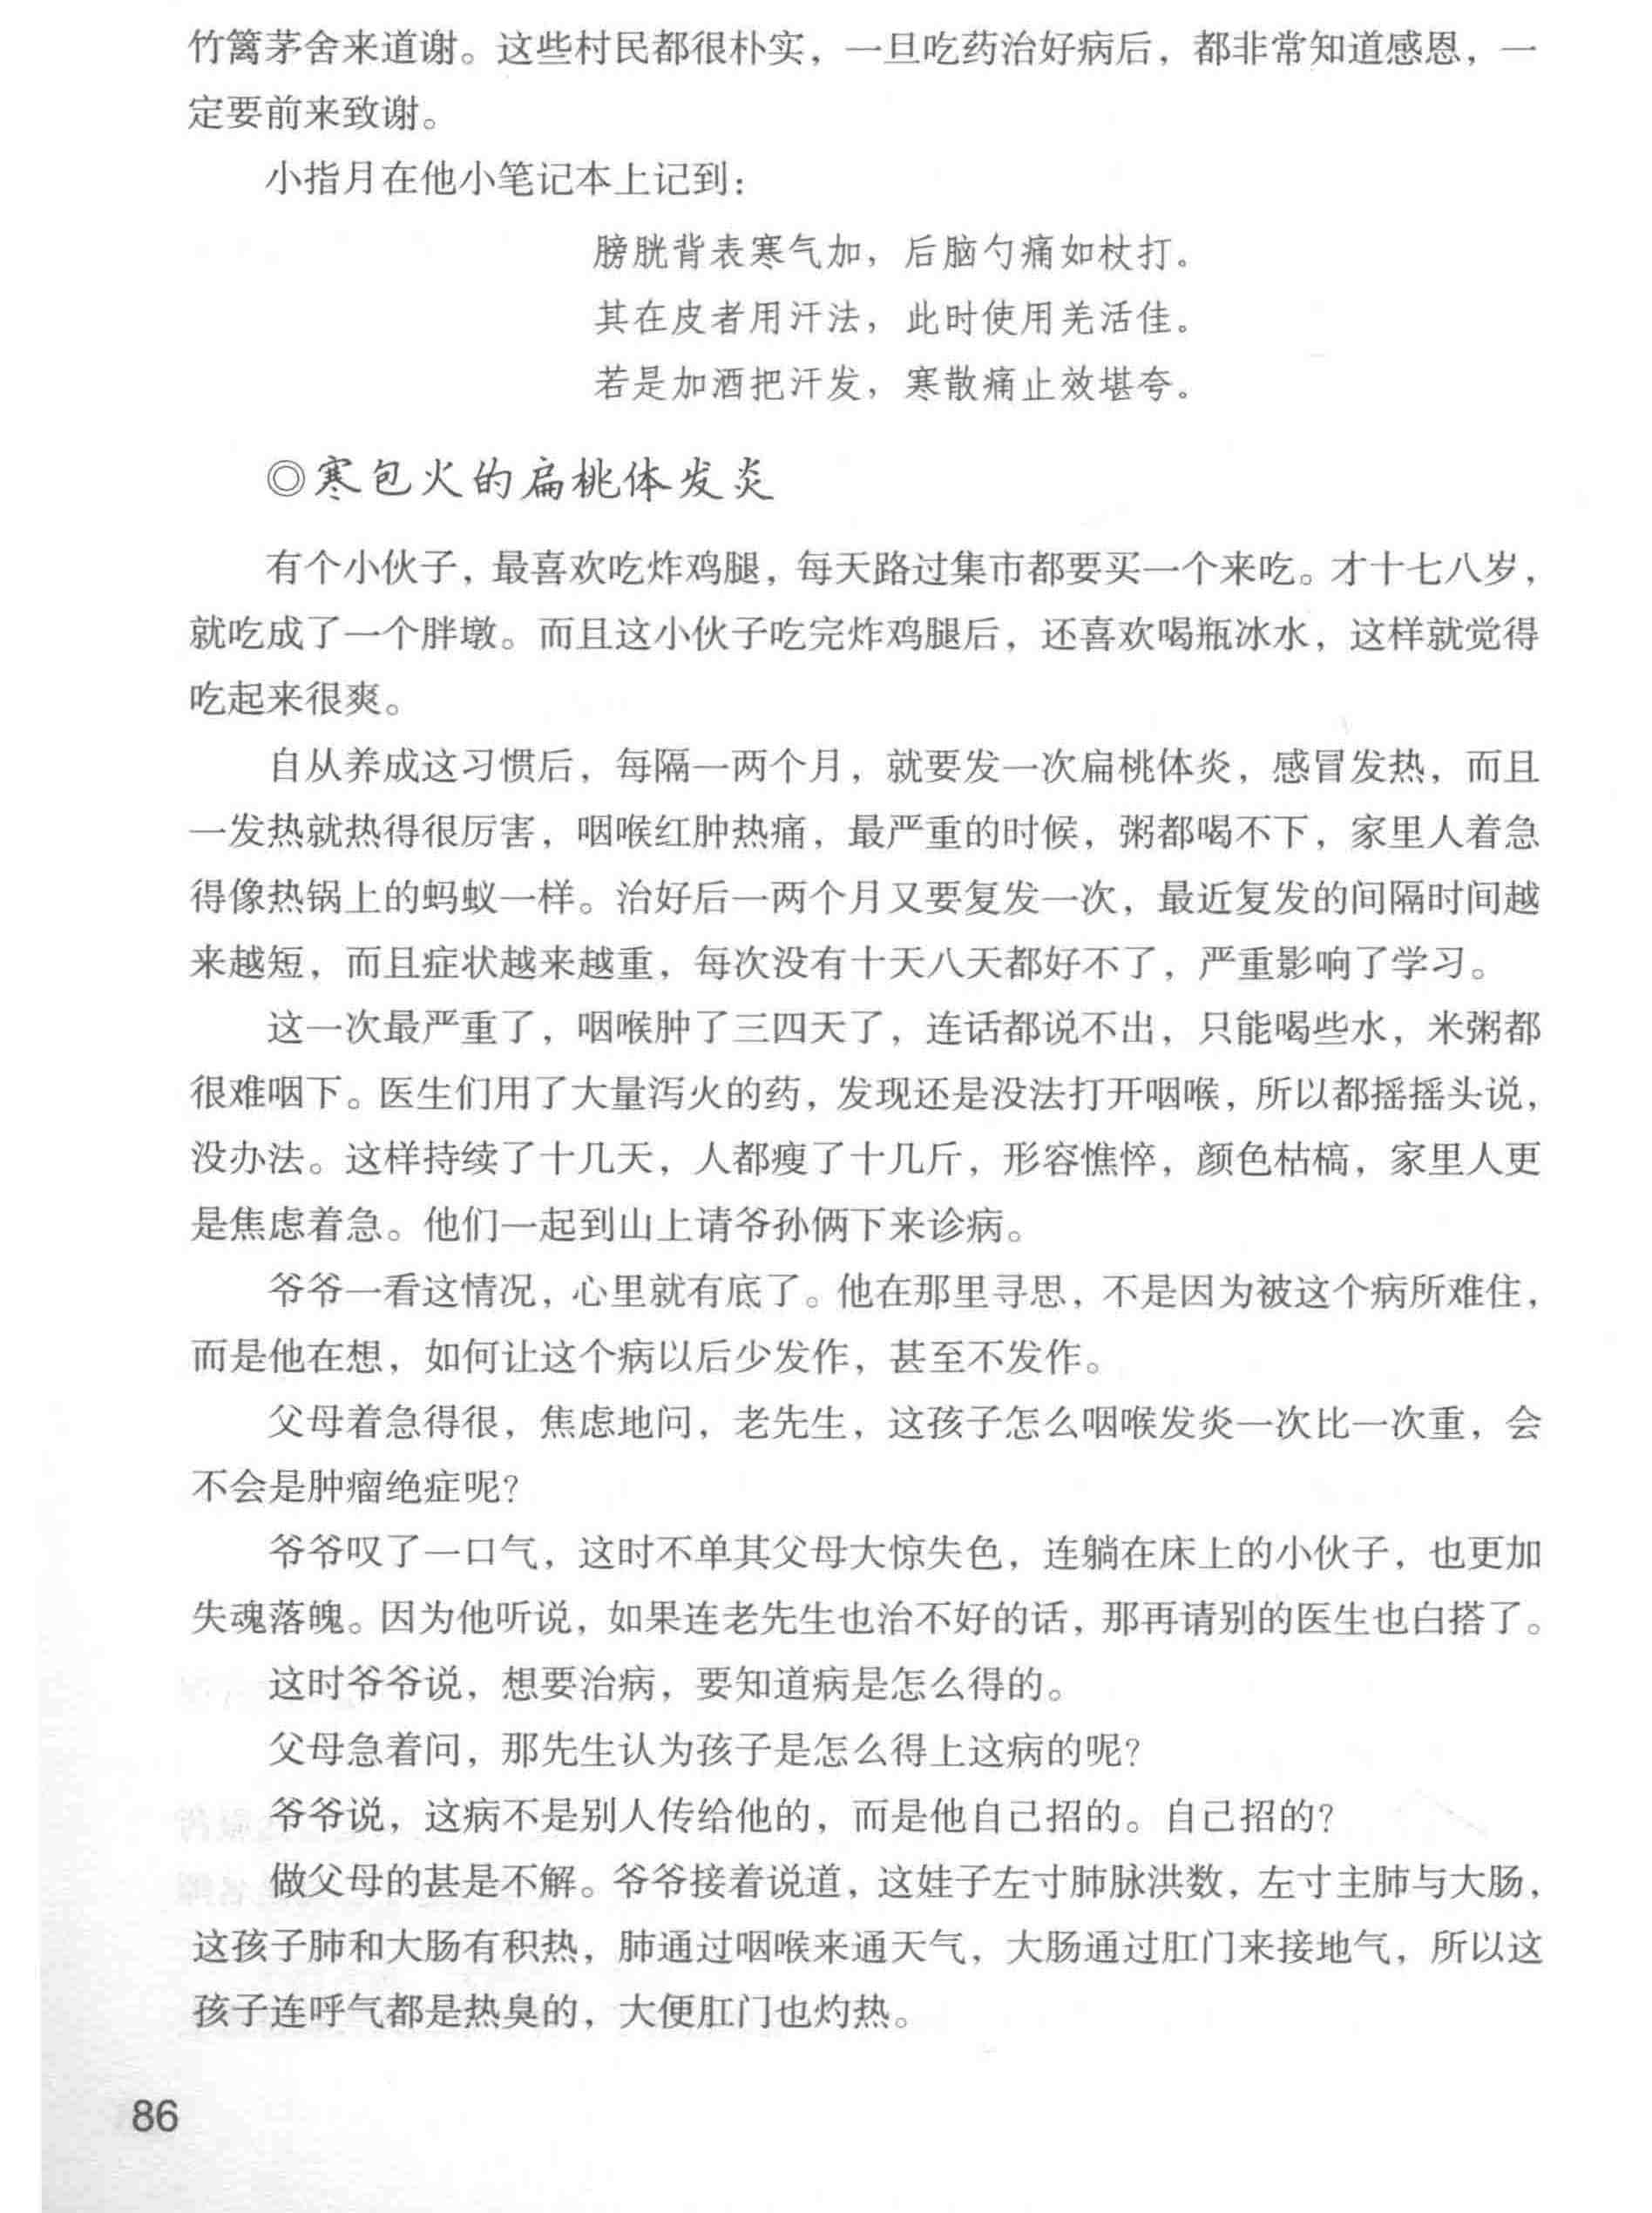 竹篱茅舍来道谢。这些村民都很朴实，一旦吃药治好病后，都非常知道感恩，一
定要前来致谢。
小指月在他小笔记本上记到：
膀胱背表寒气加，后脑勺痛如杖打。
其在皮者用汗法，此时使用羌活佳。
若是加酒把汗发，寒散痛止效堪夸。
◎寒包火的扁桃体发炎
有个小伙子，最喜欢吃炸鸡腿，每天路过集市都要买一个来吃。才十七八岁，
就吃成了一个胖墩。而且这小伙子吃完炸鸡腿后，还喜欢喝瓶冰水，这样就觉得
吃起来很爽。
自从养成这习惯后，每隔一两个月，就要发一次扁桃体炎，感冒发热，而且
一发热就热得很厉害，咽喉红肿热痛，最严重的时候，粥都喝不下，家里人着急
得像热锅上的蚂蚁一样。治好后一两个月又要复发一次，最近复发的间隔时间越
来越短，而且症状越来越重，每次没有十天八天都好不了，严重影响了学习。
这一次最严重了，咽喉肿了三四天了，连话都说不出，只能喝些水，米粥都
很难咽下。医生们用了大量泻火的药，发现还是没法打开咽喉，所以都摇摇头说，
没办法。这样持续了十几天，人都瘦了十几斤，形容憔悴，颜色枯槁，家里人更
是焦虑着急。他们一起到山上请爷孙俩下来诊病。
爷爷一看这情况，心里就有底了。他在那里寻思，不是因为被这个病所难住，
而是他在想，如何让这个病以后少发作，甚至不发作。
父母着急得很，焦虑地问，老先生，这孩子怎么咽喉发炎一次比一次重，会
不会是肿瘤绝症呢？
爷爷叹了一口气，这时不单其父母大惊失色，连躺在床上的小伙子，也更加
失魂落魄。因为他听说，如果连老先生也治不好的话，那再请别的医生也白搭了。
这时爷爷说，想要治病，要知道病是怎么得的。
父母急着问，那先生认为孩子是怎么得上这病的呢？
爷爷说，这病不是别人传给他的，而是他自己招的。自己招的？
做父母的甚是不解。爷爷接着说道，这娃子左寸肺脉洪数，左寸主肺与大肠，
这孩子肺和大肠有积热，肺通过咽喉来通天气，大肠通过肛门来接地气，所以这
孩子连呼气都是热臭的，大便肛门也灼热。
86